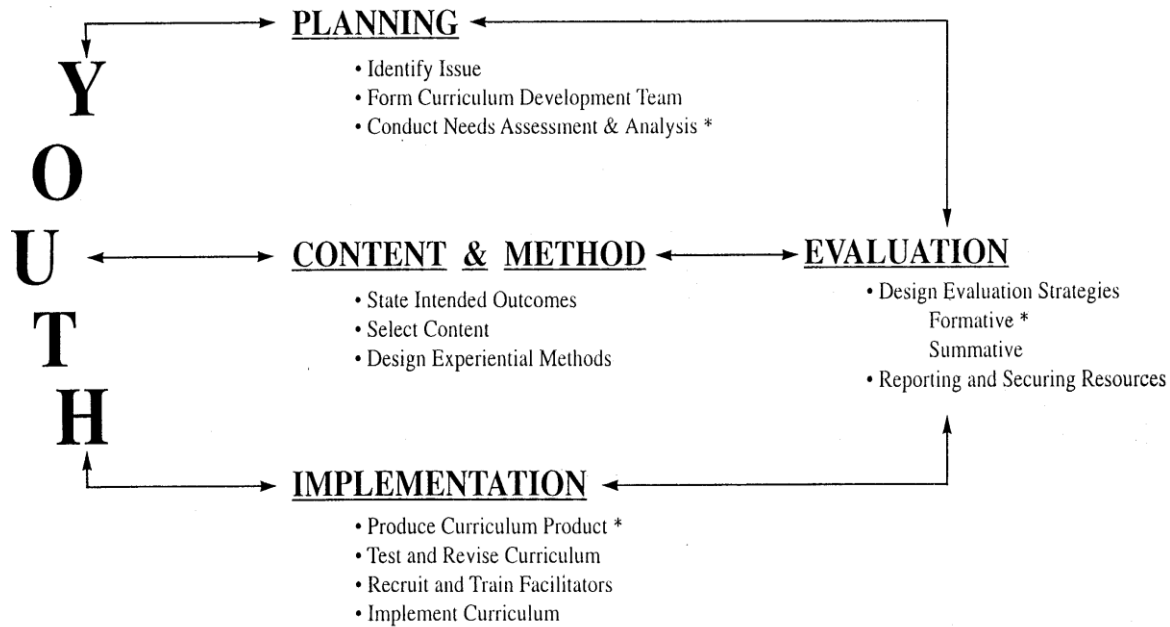 YOUTH
PLANNING
• Identify Issue
• Form Curriculum Development Team
• Conduct Needs Assessment & Analysis *
CONTENT & METHOD
• State Intended Outcomes
• Select Content
• Design Experiential Methods
EVALUATION
• Design Evaluation Strategies
Formative *
Summative
• Reporting and Securing Resources
IMPLEMENTATION
• Produce Curriculum Product *
• Test and Revise Curriculum
• Recruit and Train Facilitators
• Implement Curriculum